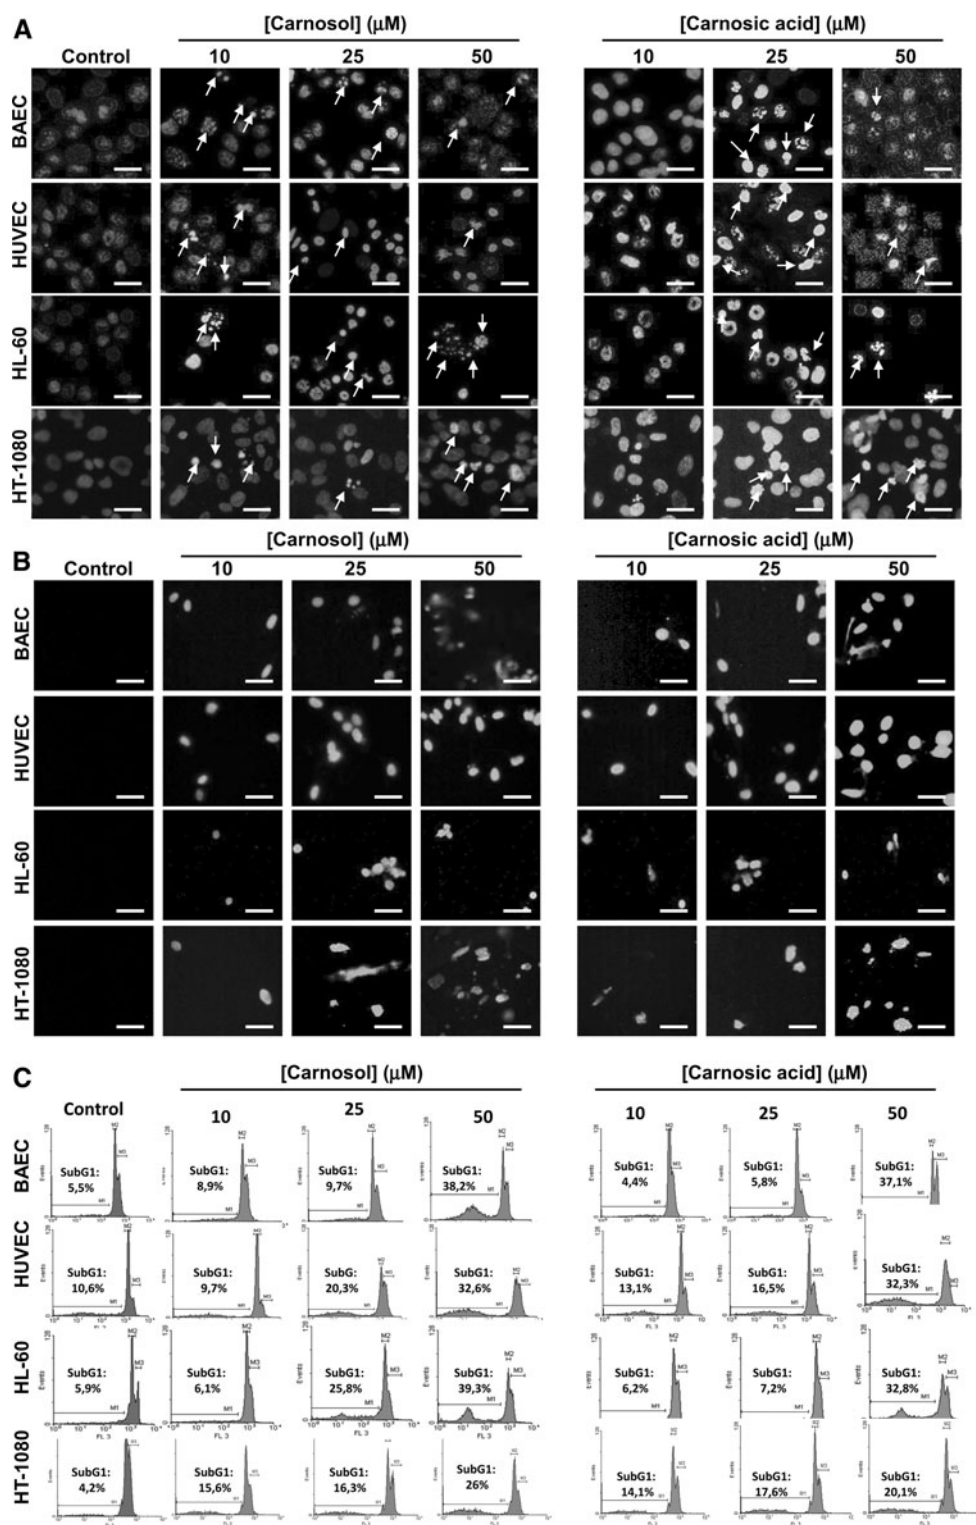 A
[Carnosol] (µM) [Carnosic acid] (µM)
Control 10 25 50 10 25 50
BAEC
HUVEC
HL-60
HT-1080
B
[Carnosol] (µM) [Carnosic acid] (µM)
Control 10 25 50 10 25 50
BAEC
HUVEC
HL-60
HT-1080
C
[Carnosol] (µM) [Carnosic acid] (µM)
Control 10 25 50 10 25 50
BAEC
SubG1: SubG1: SubG1: SubG1: SubG1: SubG1: SubG1:
5,5% 8,9% 9,7% 38,2% 4,4% 5,8% 37,1%
HUVEC
SubG1: SubG1: SubG: SubG1: SubG1: SubG1: SubG1:
10,6% 9,7% 20,3% 32,6% 13,1% 16,5% 32,3%
HL-60
SubG1: SubG1: SubG1: SubG1: SubG1: SubG1: SubG1:
5,9% 6,1% 25,8% 39,3% 6,2% 7,2% 32,8%
HT-1080
SubG1: SubG1: SubG1: SubG1: SubG1: SubG1: SubG1:
4,2% 15,6% 16,3% 26% 14,1% 17,6% 20,1%